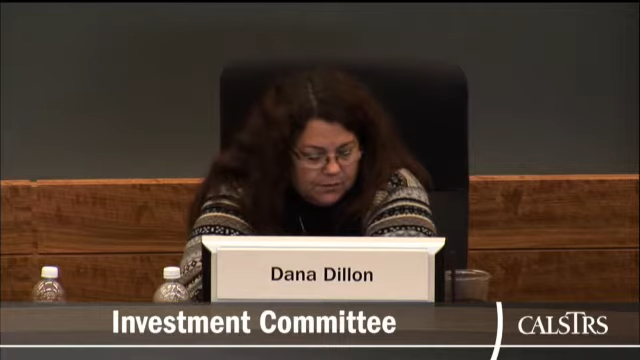 Dana Dillon
Investment Committee
CALSTRS